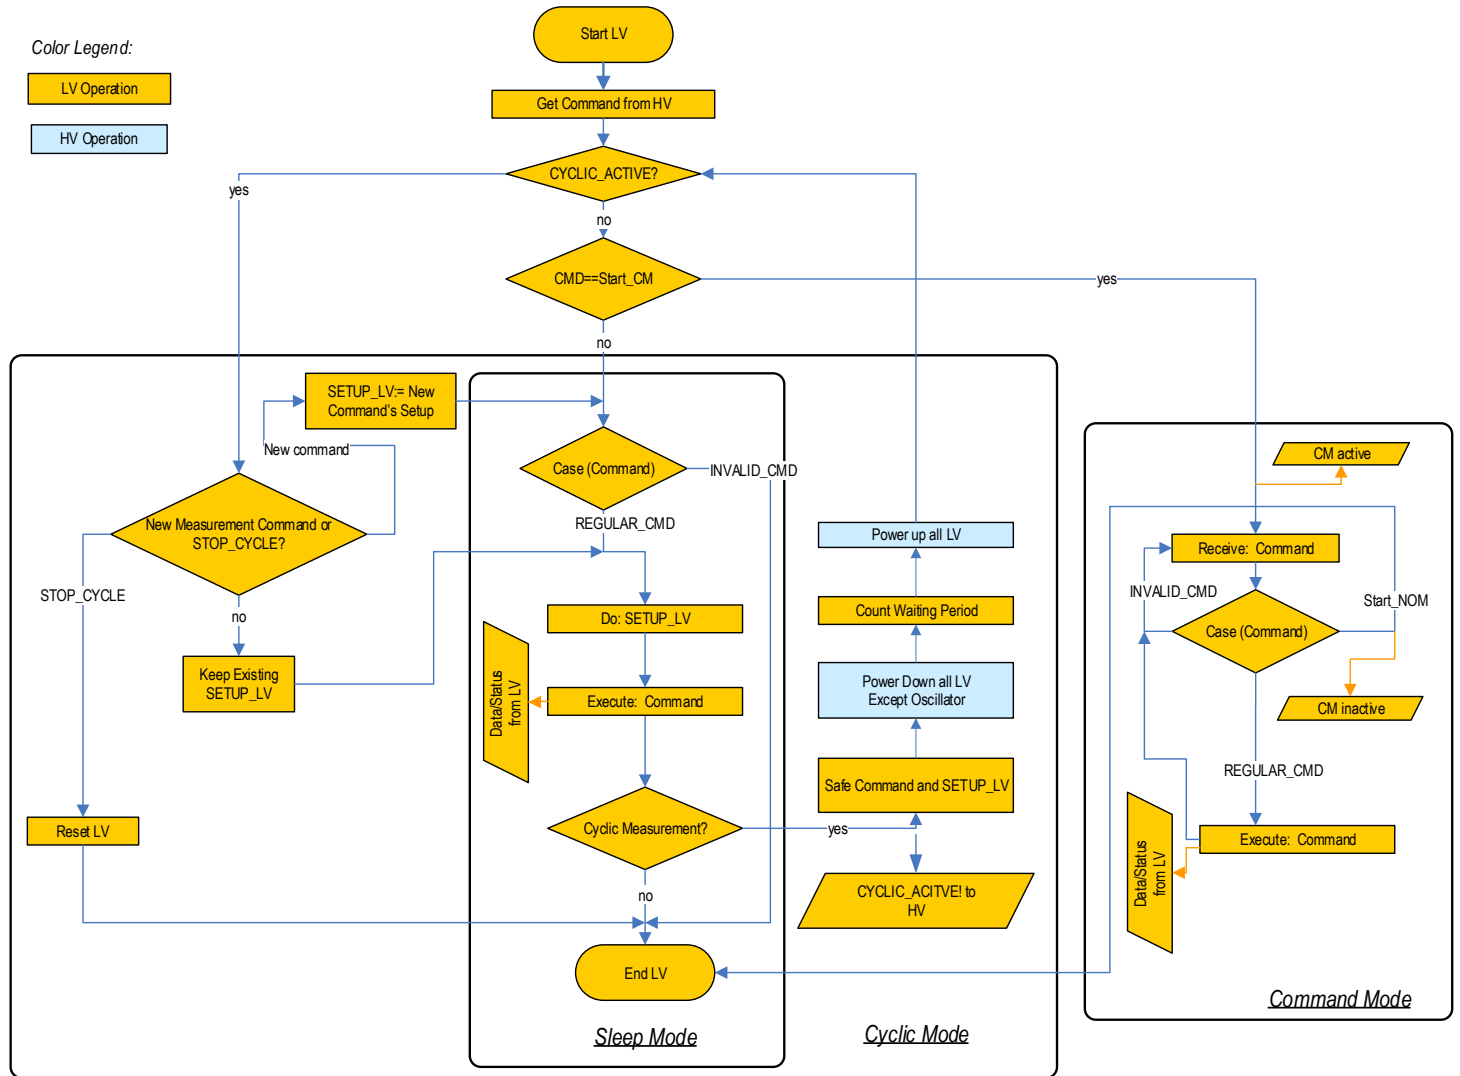 Start LV
Color Legend:
LV Operation
Get Command from HV
HV Operation
CYCLIC_ACTIVE?
yes
no
CMD==Start_CM
yes
no
SETUP_LV:= New
Command's Setup
New command
Case (Command)
INVALID_CMD
REGULAR_CMD
New Measurement Command or
STOP_CYCLE?
STOP_CYCLE
no
Keep Existing
SETUP_LV
Do: SETUP_LV
Execute: Command
Data/Status
from LV
Cyclic Measurement?
yes
no
Reset LV
End LV
Sleep Mode
Power up all LV
Count Waiting Period
Power Down all LV
Except Oscillator
Safe Command and SETUP_LV
CYCLIC_ACITVE! to
HV
Cyclic Mode
CM active
Receive: Command
INVALID_CMD
Start_NOM
Case (Command)
CM inactive
REGULAR_CMD
Execute: Command
Data/Status
from LV
Command Mode